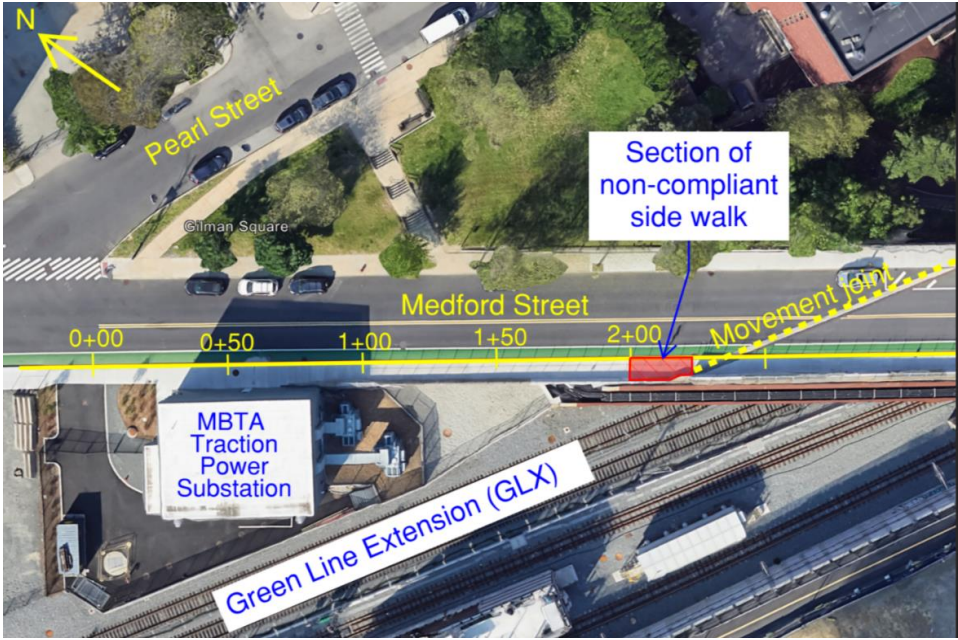 N
Pearl Street
Section of
non-compliant
side walk
Gilman Square
Medford Street
Movement joint
0+00
0+50
1+00
1+50
2+00
MBTA
Traction
Power
Substation
Green Line Extension (GLX)